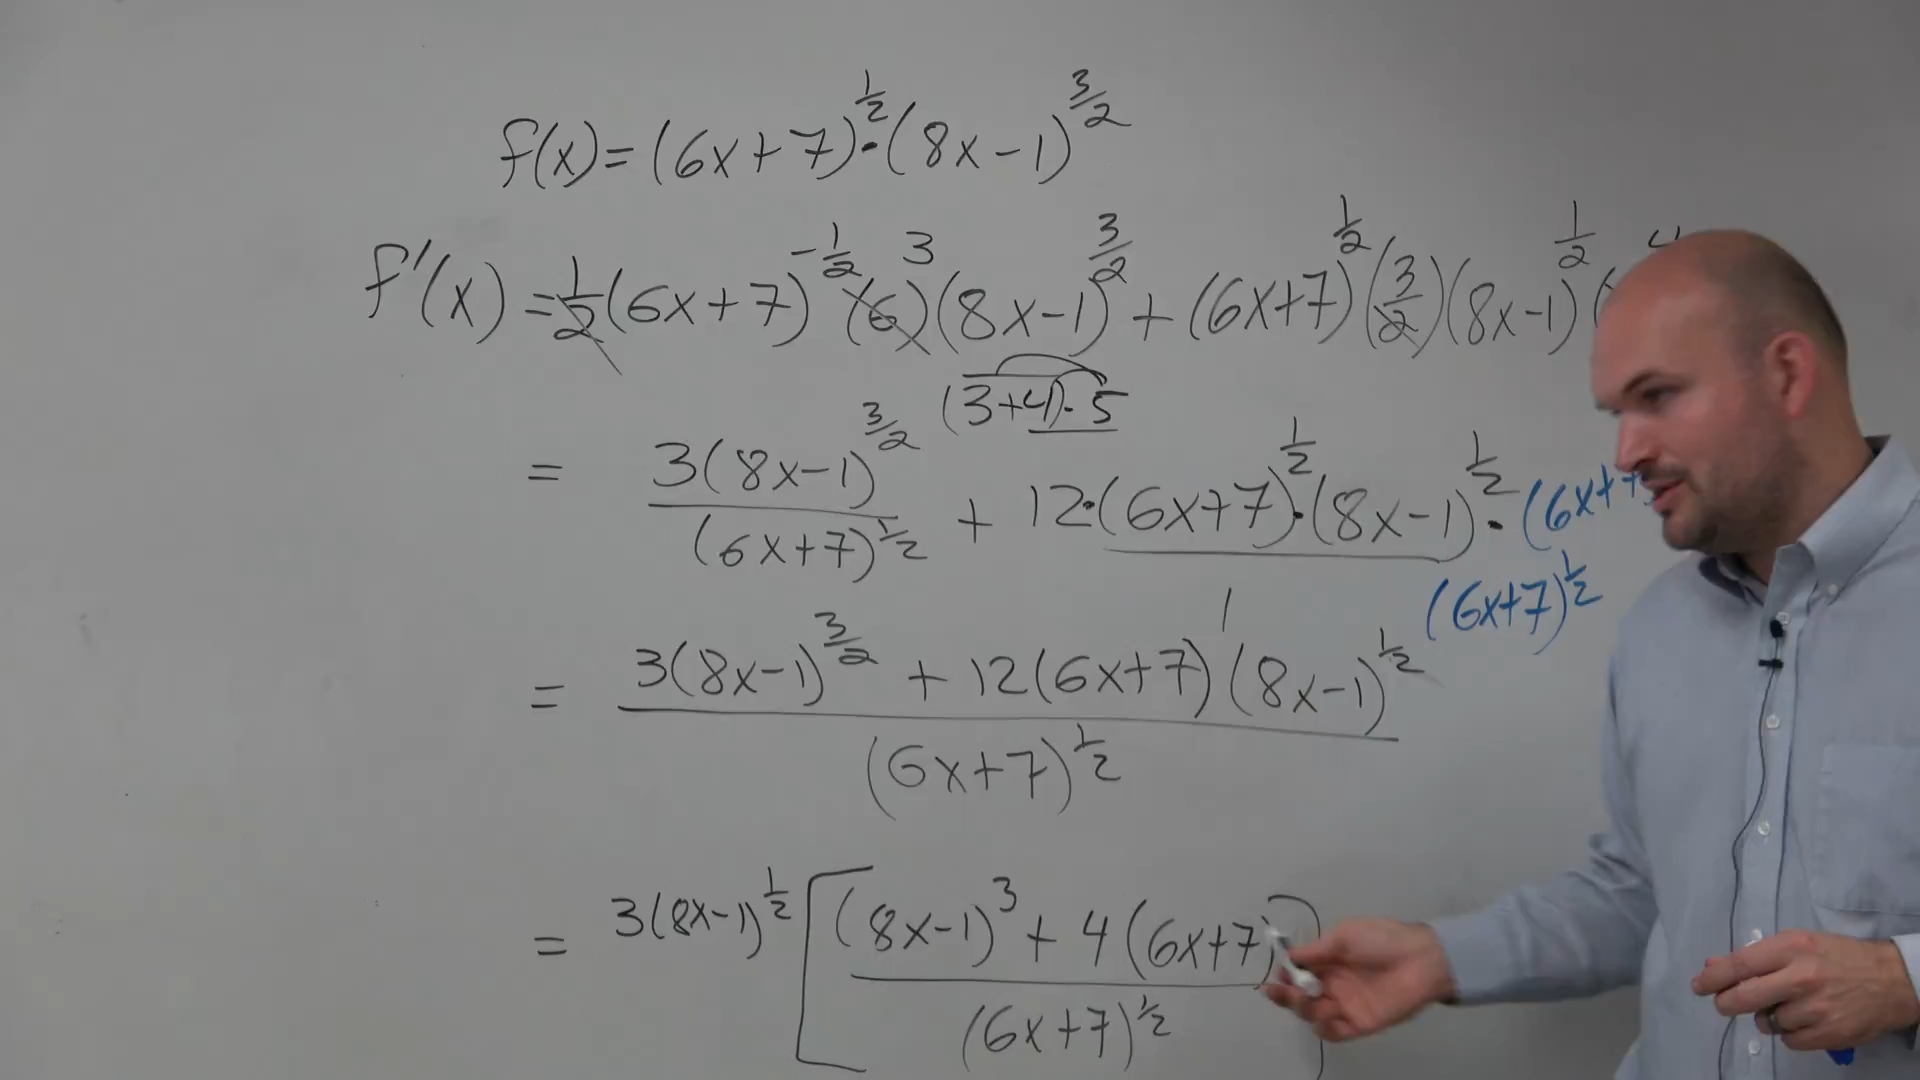 f(x) = (6x+7)^{1/2} · (8x-1)^{3/2}
f'(x) = 1/2 (6x+7)^{-1/2} (6) 3 (8x-1)^{3/2} + (6x+7)^{1/2} (3/2) (8x-1)^{1/2} (
(3+4) · 5
= 3(8x-1)^{3/2} / (6x+7)^{1/2} + 12 · (6x+7)^{1/2} · (8x-1)^{1/2} / 1 · (6x+ / (6x+7)^{1/2}
= 3(8x-1)^{3/2} + 12(6x+7)(8x-1)^{1/2} / (6x+7)^{1/2}
= 3(8x-1)^{1/2} [ (8x-1)^3 + 4(6x+7) / (6x+7)^{1/2}